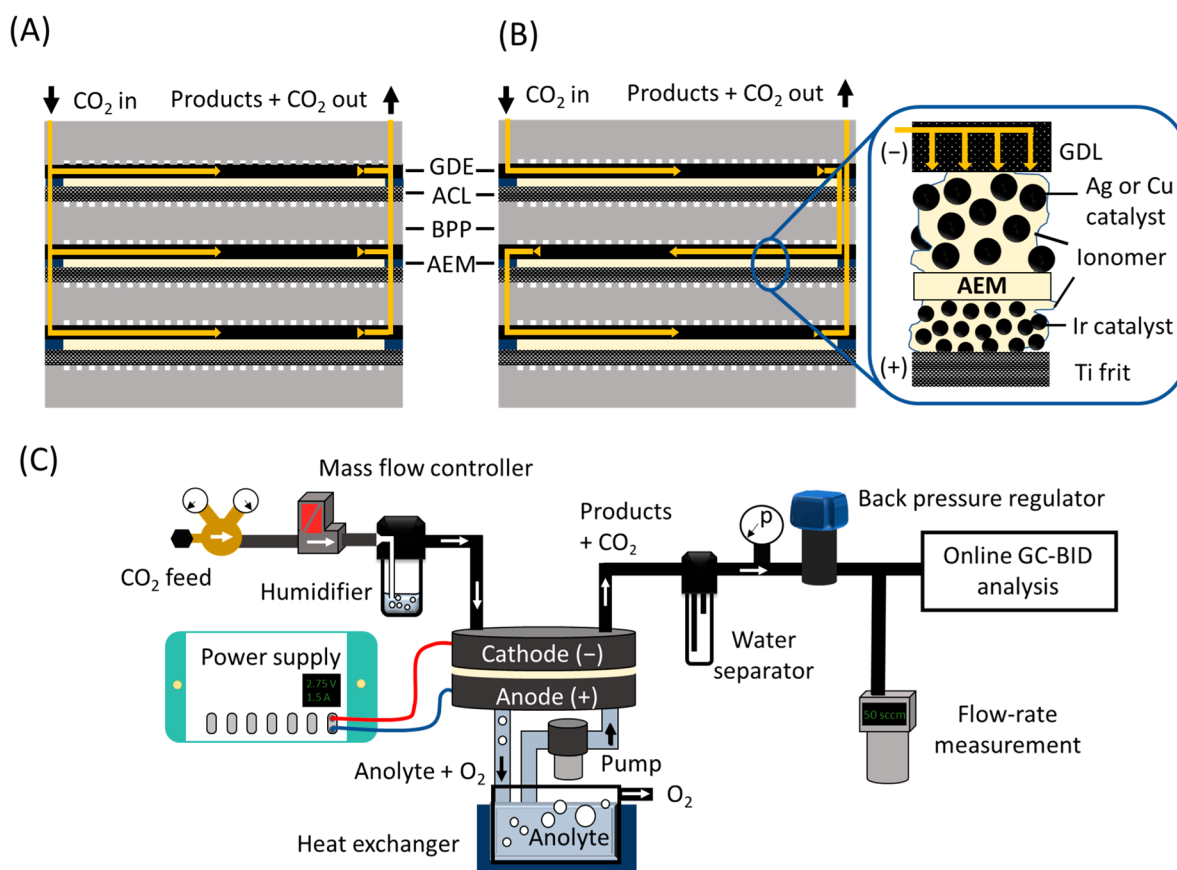 (A)
CO₂ in
Products + CO₂ out
(B)
CO₂ in
Products + CO₂ out
GDE
ACL
BPP
AEM
(−)
GDL
Ag or Cu
catalyst
Ionomer
AEM
Ir catalyst
(+)
Ti frit
(C)
Mass flow controller
CO₂ feed
Humidifier
Products
+ CO₂
p
Back pressure regulator
Online GC-BID
analysis
Water
separator
Power supply
2.75 V
1.5 A
Cathode (−)
Anode (+)
50 sccm
Flow-rate
measurement
Anolyte + O₂
Pump
O₂
Heat exchanger
Anolyte